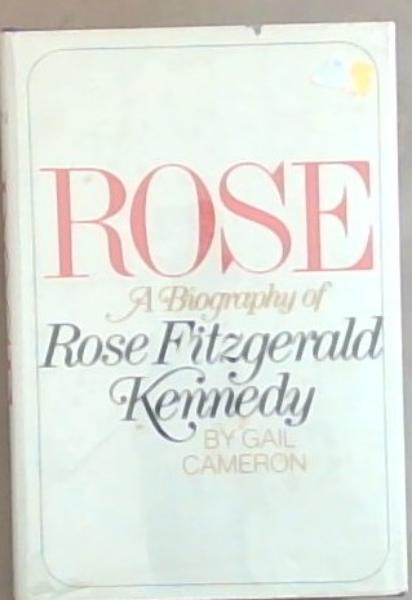 ROSE
A Biography of
Rose Fitzgerald
Kennedy
BY GAIL
CAMERON